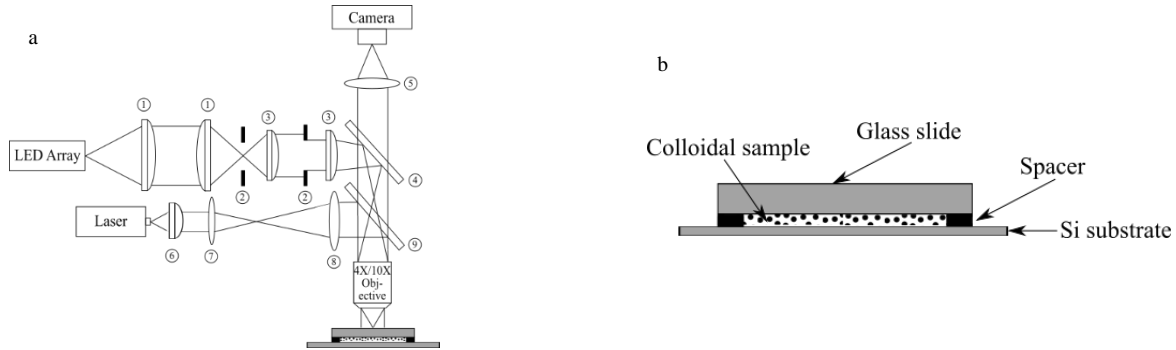 a
Camera
⑤
①
①
③
③
LED Array
②
②
④
Laser
⑥
⑦
⑧
⑨
4X/10X
Obj-
ective
b
Glass slide
Colloidal sample
Spacer
Si substrate